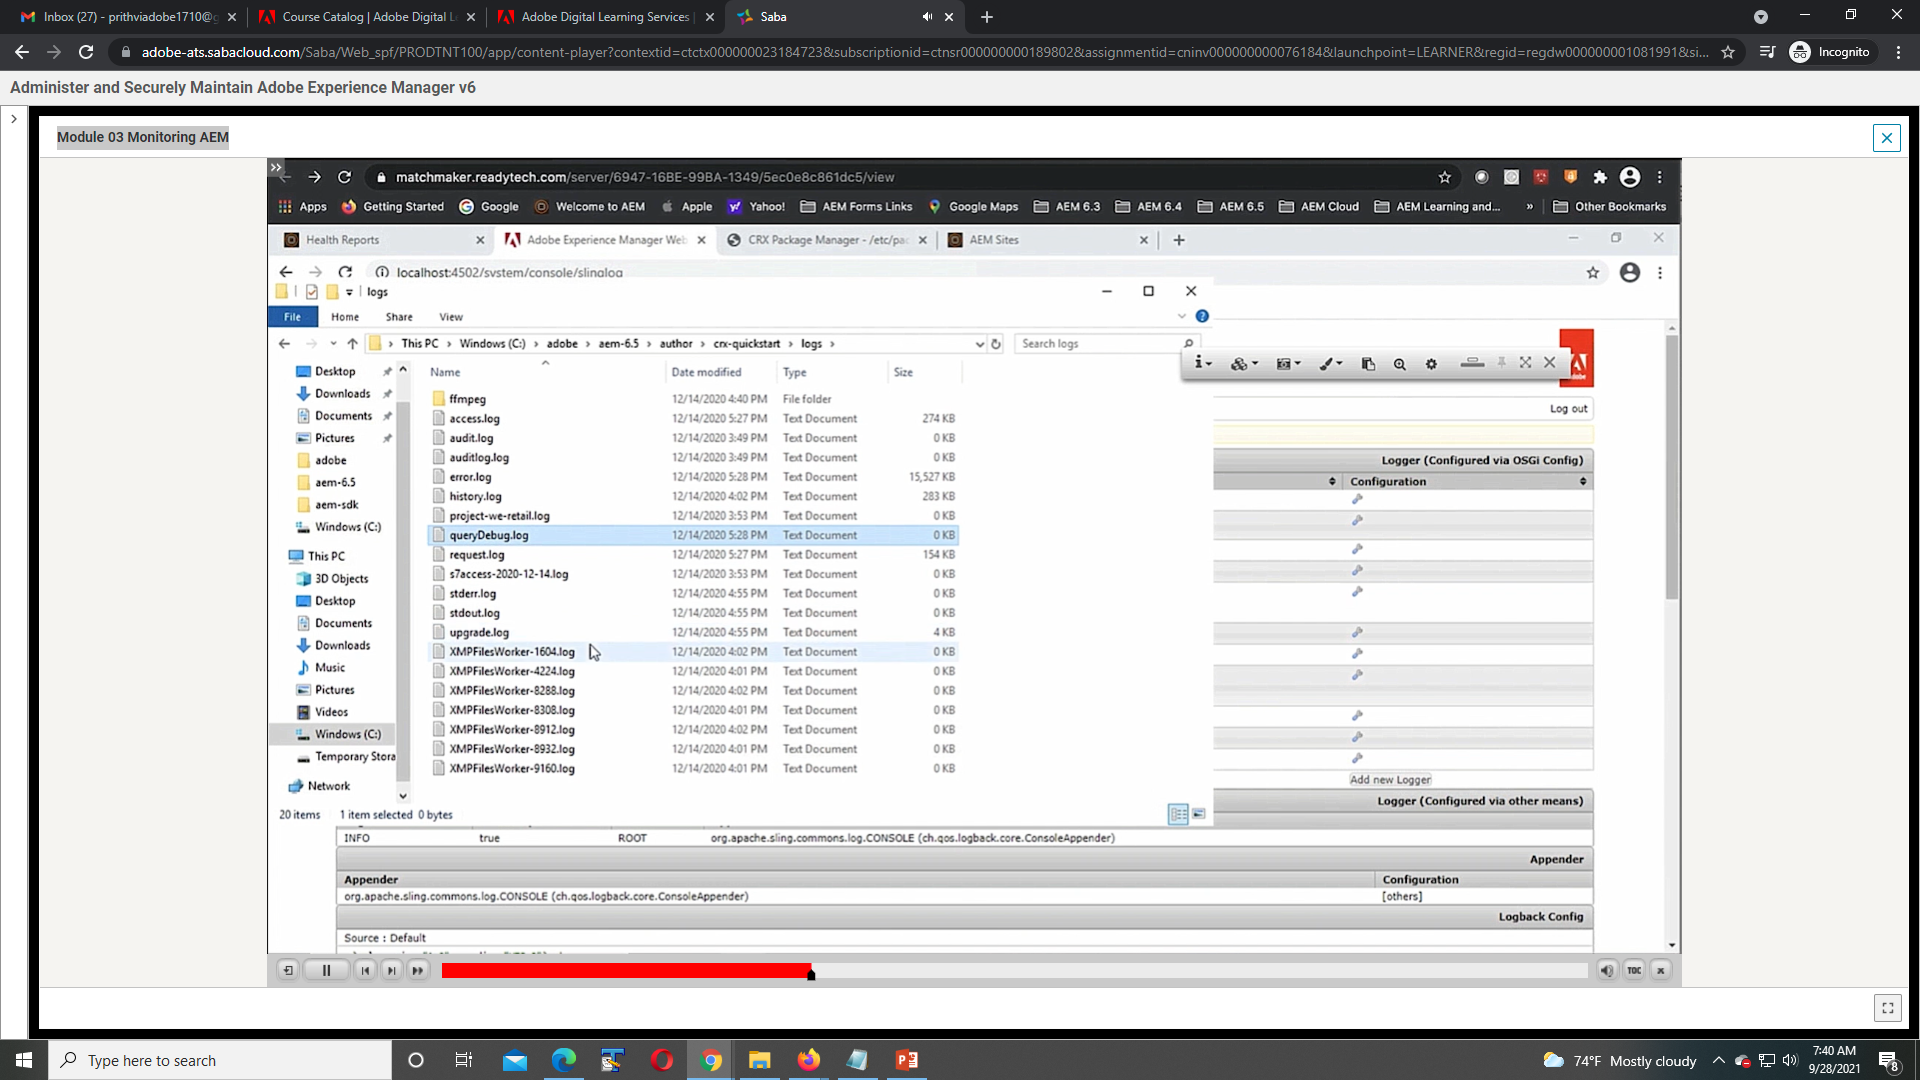 Inbox (27) - prithviadobe1710@g
Course Catalog | Adobe Digital L
Adobe Digital Learning Services |
Saba
adobe-ats.sabacloud.com/Saba/Web_spf/PRODTNT100/app/content-player?contextid=ctctx000000023184723&subscriptionid=ctnsr0000000000189802&assignmentid=cninv000000000076184&launchpoint=LEARNER&regid=regdw000000001081991&si...
Incognito
Administer and Securely Maintain Adobe Experience Manager v6
Module 03 Monitoring AEM
matchmaker.readytech.com/server/6947-16BE-99BA-1349/5ec0e8c861dc5/view
Apps Getting Started Google Welcome to AEM Apple Yahoo! AEM Forms Links Google Maps AEM 6.3 AEM 6.4 AEM 6.5 AEM Cloud AEM Learning and... » Other Bookmarks
Health Reports
Adobe Experience Manager Web
CRX Package Manager - /etc/pac
AEM Sites
localhost:4502/system/console/slinglog
logs
File Home Share View
This PC > Windows (C:) > adobe > aem-6.5 > author > crx-quickstart > logs >
Search logs
Name Date modified Type Size
ffmpeg 12/14/2020 4:40 PM File folder
access.log 12/14/2020 5:27 PM Text Document 274 KB
audit.log 12/14/2020 3:49 PM Text Document 0 KB
auditlog.log 12/14/2020 3:49 PM Text Document 0 KB
error.log 12/14/2020 5:28 PM Text Document 15,527 KB
history.log 12/14/2020 4:02 PM Text Document 283 KB
project-we-retail.log 12/14/2020 3:53 PM Text Document 0 KB
queryDebug.log 12/14/2020 5:28 PM Text Document 0 KB
request.log 12/14/2020 5:27 PM Text Document 154 KB
s7access-2020-12-14.log 12/14/2020 3:53 PM Text Document 0 KB
stderr.log 12/14/2020 4:55 PM Text Document 0 KB
stdout.log 12/14/2020 4:55 PM Text Document 0 KB
upgrade.log 12/14/2020 4:55 PM Text Document 4 KB
XMPFilesWorker-1604.log 12/14/2020 4:02 PM Text Document 0 KB
XMPFilesWorker-4224.log 12/14/2020 4:01 PM Text Document 0 KB
XMPFilesWorker-8288.log 12/14/2020 4:02 PM Text Document 0 KB
XMPFilesWorker-8308.log 12/14/2020 4:01 PM Text Document 0 KB
XMPFilesWorker-8912.log 12/14/2020 4:02 PM Text Document 0 KB
XMPFilesWorker-8932.log 12/14/2020 4:01 PM Text Document 0 KB
XMPFilesWorker-9160.log 12/14/2020 4:01 PM Text Document 0 KB
Desktop
Downloads
Documents
Pictures
adobe
aem-6.5
aem-sdk
Windows (C:)
This PC
3D Objects
Desktop
Documents
Downloads
Music
Pictures
Videos
Windows (C:)
Temporary Stora
Network
20 items 1 item selected 0 bytes
Log out
Logger (Configured via OSGi Config)
Configuration
Add new Logger
Logger (Configured via other means)
INFO true ROOT org.apache.sling.commons.log.CONSOLE (ch.qos.logback.core.ConsoleAppender)
Appender
Appender Configuration
org.apache.sling.commons.log.CONSOLE (ch.qos.logback.core.ConsoleAppender) [others]
Logback Config
Source : Default
TOC
Type here to search
74°F Mostly cloudy
7:40 AM
9/28/2021
8